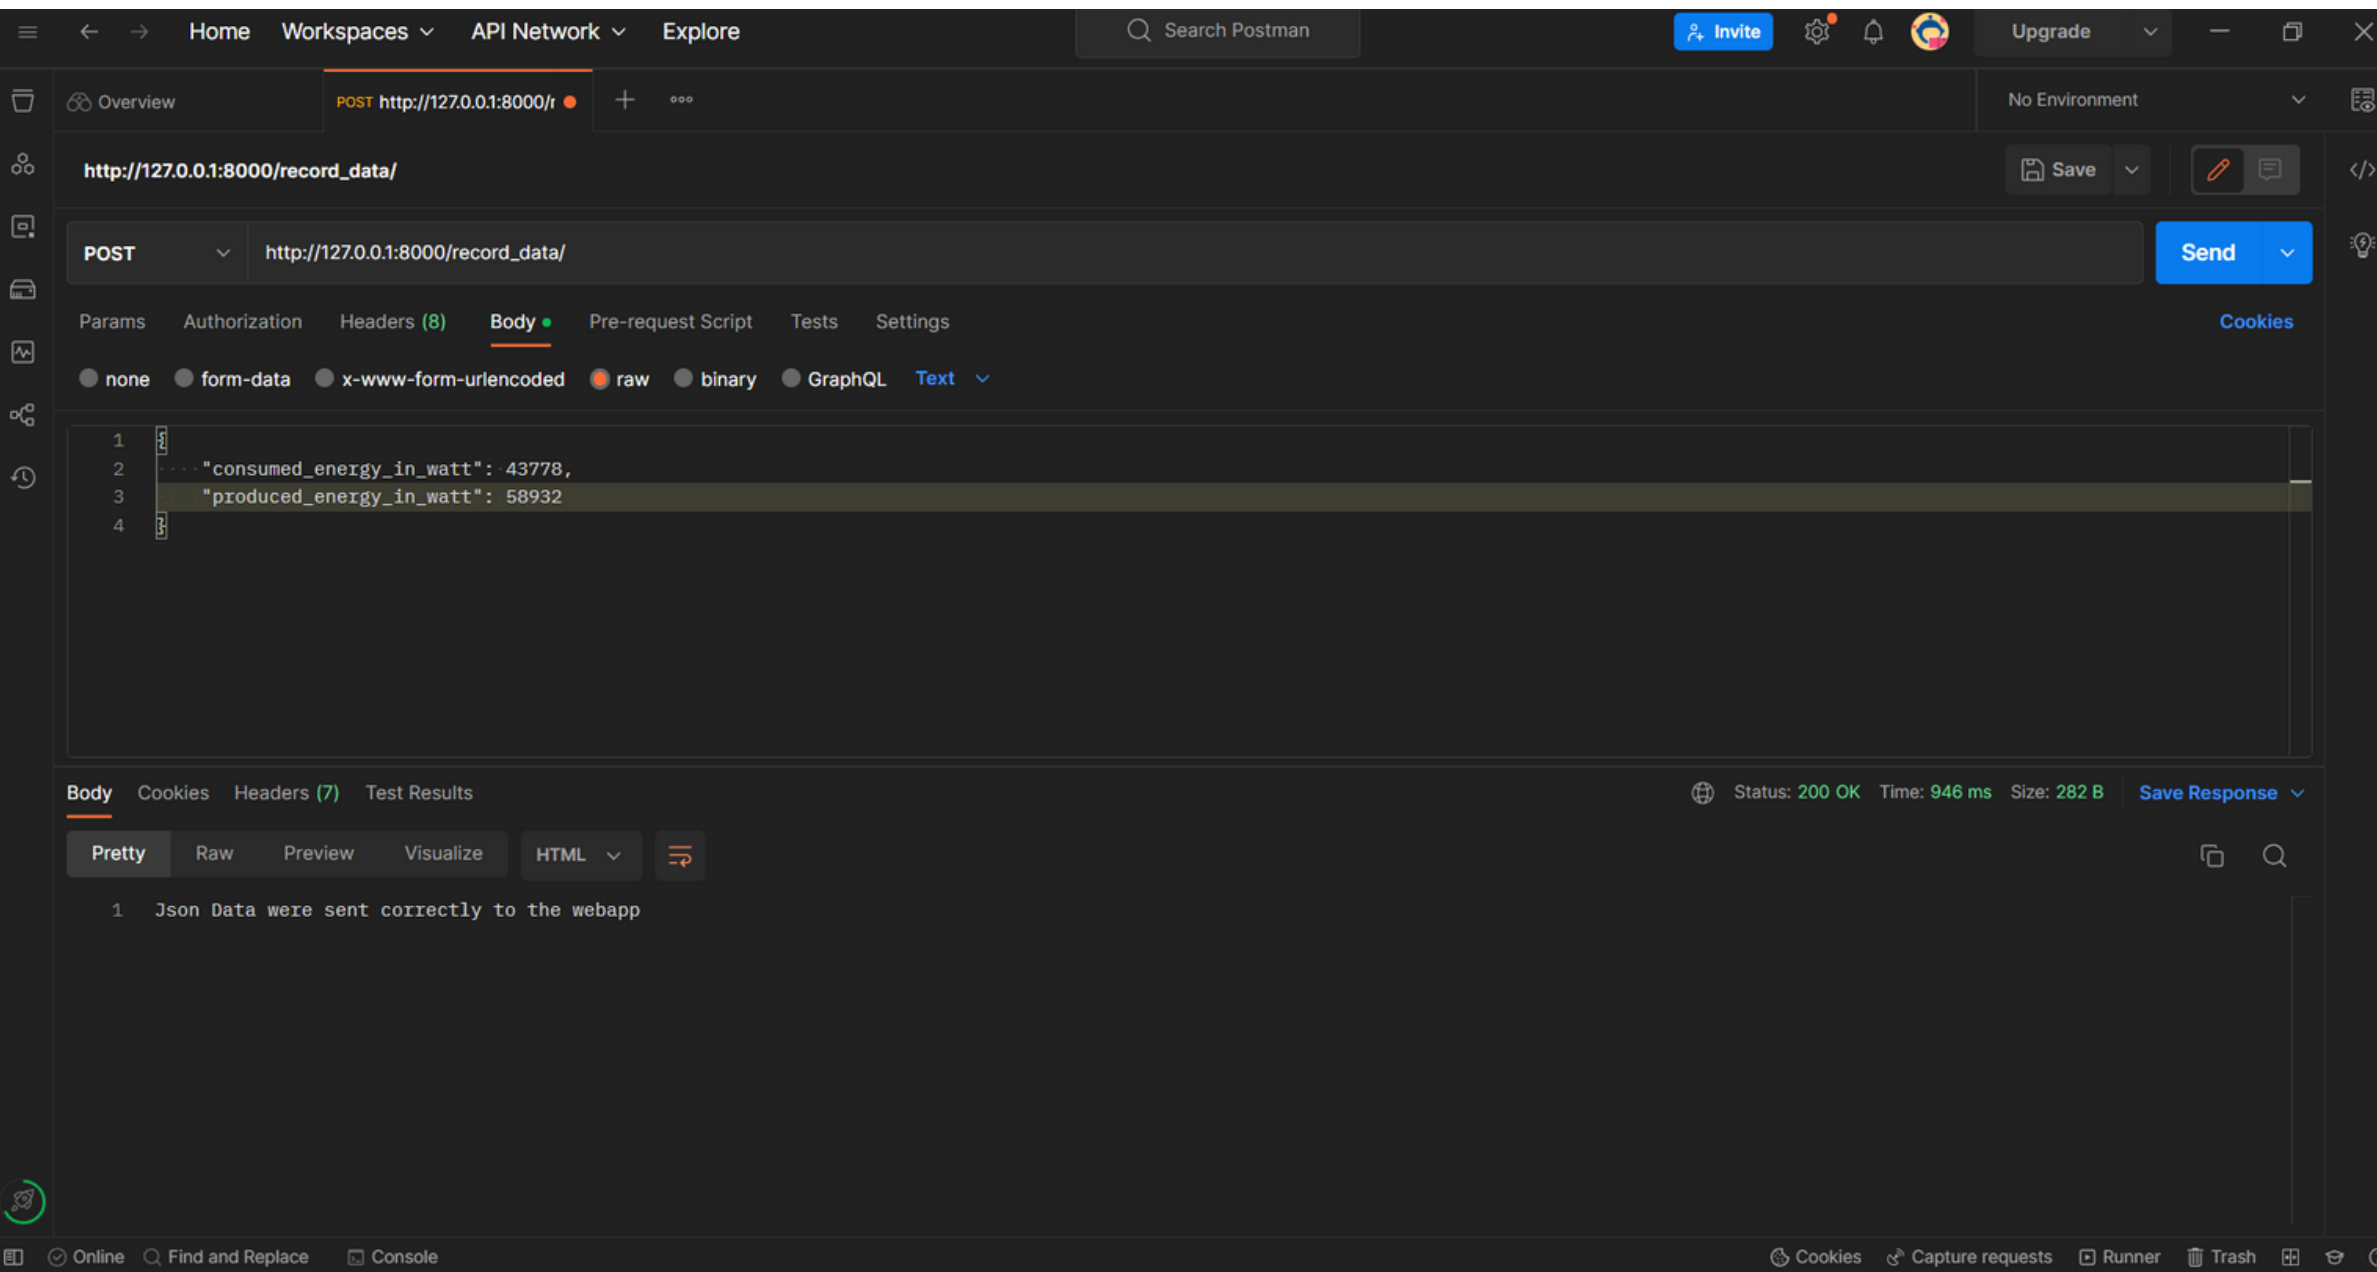 Home Workspaces API Network Explore Search Postman Invite Upgrade
Overview POST http://127.0.0.1:8000/r No Environment
http://127.0.0.1:8000/record_data/ Save
POST http://127.0.0.1:8000/record_data/ Send
Params Authorization Headers (8) Body Pre-request Script Tests Settings Cookies
none form-data x-www-form-urlencoded raw binary GraphQL Text
1 {
2 "consumed_energy_in_watt": 43778,
3 "produced_energy_in_watt": 58932
4 }
Body Cookies Headers (7) Test Results Status: 200 OK Time: 946 ms Size: 282 B Save Response
Pretty Raw Preview Visualize HTML
1 Json Data were sent correctly to the webapp
Online Find and Replace Console Cookies Capture requests Runner Trash